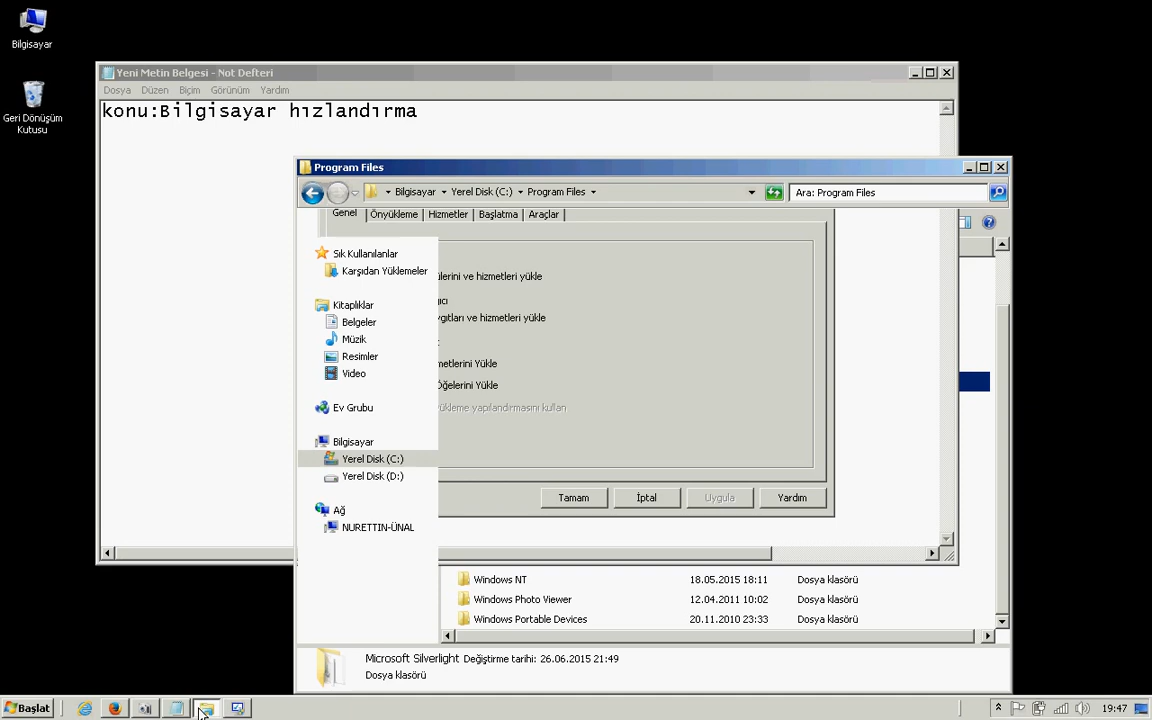 Bilgisayar
Geri Dönüşüm
Kutusu
Yeni Metin Belgesi - Not Defteri
Dosya Düzen Biçim Görünüm Yardım
konu:Bilgisayar hızlandırma
Program Files
Bilgisayar Yerel Disk (C:) Program Files
Ara: Program Files
Genel Önyükleme Hizmetler Başlatma Araçlar
Sık Kullanılanlar
Karşıdan Yüklemeler
ve hizmetleri yükle
Kitaplıklar
Belgeler
ve hizmetleri yükle
Müzik
Resimler
Yükle
Video
Yükle
Ev Grubu
yapılandırmasını kullan
Bilgisayar
Yerel Disk (C:)
Yerel Disk (D:)
Tamam İptal Uygula Yardım
Ağ
NURETTIN-ÜNAL
Windows NT 18.05.2015 18:11 Dosya klasörü
Windows Photo Viewer 12.04.2011 10:02 Dosya klasörü
Windows Portable Devices 20.11.2010 23:33 Dosya klasörü
Microsoft Silverlight Değiştirme tarihi: 26.06.2015 21:49
Dosya klasörü
Başlat
19:47